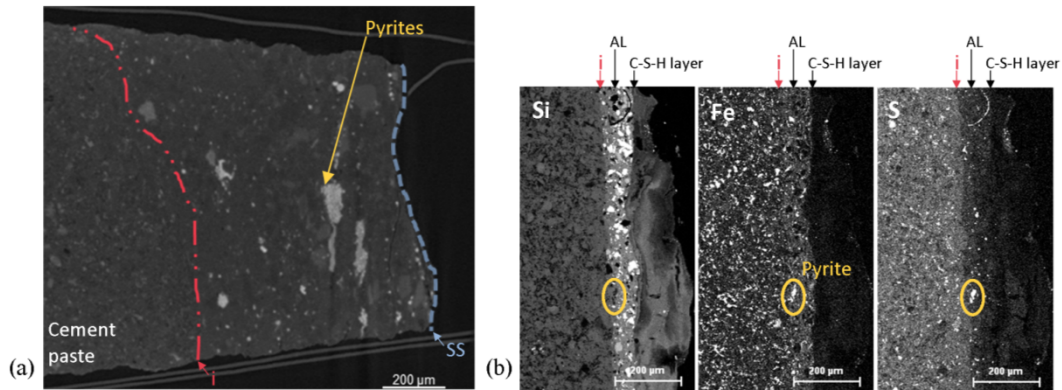 Pyrites
Cement
paste
i
SS
200 µm
(a)
AL
i
C-S-H layer
Si
200 µm
AL
i
C-S-H layer
Fe
Pyrite
200 µm
AL
i
C-S-H layer
S
200 µm
(b)